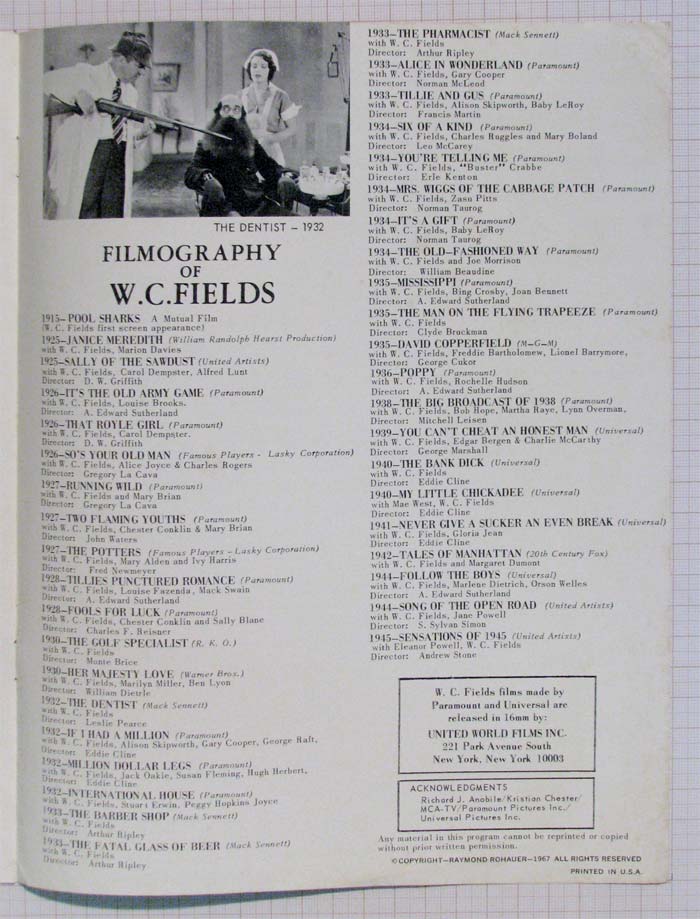 THE DENTIST – 1932
FILMOGRAPHY
OF
W.C.FIELDS
1915–POOL SHARKS A Mutual Film
(W. C. Fields first screen appearance)
1925–JANICE MEREDITH (William Randolph Hearst Production)
with W. C. Fields, Marion Davies
1925–SALLY OF THE SAWDUST (United Artists)
with W. C. Fields, Carol Dempster, Alfred Lunt
Director: D. W. Griffith
1926–IT'S THE OLD ARMY GAME (Paramount)
with W. C. Fields, Louise Brooks.
Director: A. Edward Sutherland
1926–THAT ROYLE GIRL (Paramount)
with W. C. Fields, Carol Dempster.
Director: D. W. Griffith
1926–SO'S YOUR OLD MAN (Famous Players - Lasky Corporation)
with W. C. Fields, Alice Joyce & Charles Rogers
Director: Gregory La Cava
1927–RUNNING WILD (Paramount)
with W. C. Fields and Mary Brian
Director: Gregory La Cava
1927–TWO FLAMING YOUTHS (Paramount)
with W. C. Fields, Chester Conklin & Mary Brian
Director: John Waters
1927–THE POTTERS (Famous Players - Lasky Corporation)
with W. C. Fields, Mary Alden and Ivy Harris
Director: Fred Newmeyer
1928–TILLIES PUNCTURED ROMANCE (Paramount)
with W. C. Fields, Louise Fazenda, Mack Swain
Director: A. Edward Sutherland
1928–FOOLS FOR LUCK (Paramount)
with W. C. Fields, Chester Conklin and Sally Blane
Director: Charles F. Reisner
1930–THE GOLF SPECIALIST (R. K. O.)
with W. C. Fields
Director: Monte Brice
1930–HER MAJESTY LOVE (Warner Bros.)
with W. C. Fields, Marilyn Miller, Ben Lyon
Director: William Dietrle
1932–THE DENTIST (Mack Sennett)
with W. C. Fields
Director: Leslie Pearce
1932–IF I HAD A MILLION (Paramount)
with W. C. Fields, Alison Skipworth, Gary Cooper, George Raft,
Director: Eddie Cline
1932–MILLION DOLLAR LEGS (Paramount)
with W. C. Fields, Jack Oakie, Susan Fleming, Hugh Herbert,
Director: Eddie Cline
1932–INTERNATIONAL HOUSE (Paramount)
with W. C. Fields, Stuart Erwin, Peggy Hopkins Joyce
1933–THE BARBER SHOP (Mack Sennett)
with W. C. Fields
Director: Arthur Ripley
1933–THE FATAL GLASS OF BEER (Mack Sennett)
with W. C. Fields
Director: Arthur Ripley
1933–THE PHARMACIST (Mack Sennett)
with W. C. Fields
Director: Arthur Ripley
1933–ALICE IN WONDERLAND (Paramount)
with W. C. Fields, Gary Cooper
Director: Norman McLeod
1933–TILLIE AND GUS (Paramount)
with W. C. Fields, Alison Skipworth, Baby LeRoy
Director: Francis Martin
1934–SIX OF A KIND (Paramount)
with W. C. Fields, Charles Ruggles and Mary Boland
Director: Leo McCarey
1934–YOU'RE TELLING ME (Paramount)
with W. C. Fields, "Buster" Crabbe
Director: Erle Kenton
1934–MRS. WIGGS OF THE CABBAGE PATCH (Paramount)
with W. C. Fields, Zasu Pitts
Director: Norman Taurog
1934–IT'S A GIFT (Paramount)
with W. C. Fields, Baby LeRoy
Director: Norman Taurog
1934–THE OLD–FASHIONED WAY (Paramount)
with W. C. Fields and Joe Morrison
Director: William Beaudine
1935–MISSISSIPPI (Paramount)
with W. C. Fields, Bing Crosby, Joan Bennett
Director: A. Edward Sutherland
1935–THE MAN ON THE FLYING TRAPEEZE (Paramount)
with W. C. Fields
Director: Clyde Bruckman
1935–DAVID COPPERFIELD (M–G–M)
with W. C. Fields, Freddie Bartholomew, Lionel Barrymore,
Director: George Cukor
1936–POPPY (Paramount)
with W. C. Fields, Rochelle Hudson
Director: A. Edward Sutherland
1938–THE BIG BROADCAST OF 1938 (Paramount)
with W. C. Fields, Bob Hope, Martha Raye, Lynn Overman,
Director: Mitchell Leisen
1939–YOU CAN'T CHEAT AN HONEST MAN (Universal)
with W. C. Fields, Edgar Bergen & Charlie McCarthy
Director: George Marshall
1940–THE BANK DICK (Universal)
with W. C. Fields
Director: Eddie Cline
1940–MY LITTLE CHICKADEE (Universal)
with Mae West, W. C. Fields
Director: Eddie Cline
1941–NEVER GIVE A SUCKER AN EVEN BREAK (Universal)
with W. C. Fields, Gloria Jean
Director: Eddie Cline
1942–TALES OF MANHATTAN (20th Century Fox)
with W. C. Fields and Margaret Dumont
1944–FOLLOW THE BOYS (Universal)
with W. C. Fields, Marlene Dietrich, Orson Welles
Director: A. Edward Sutherland
1944–SONG OF THE OPEN ROAD (United Artists)
with W. C. Fields, Jane Powell
Director: S. Sylvan Simon
1945–SENSATIONS OF 1945 (United Artists)
with Eleanor Powell, W. C. Fields
Director: Andrew Stone
W. C. Fields films made by
Paramount and Universal are
released in 16mm by:
UNITED WORLD FILMS INC.
221 Park Avenue South
New York, New York 10003
ACKNOWLEDGMENTS
Richard J. Anobile/Kristian Chester/
MCA-TV/Paramount Pictures Inc./
Universal Pictures Inc.
Any material in this program cannot be reprinted or copied
without prior written permission.
©COPYRIGHT–RAYMOND ROHAUER–1967 ALL RIGHTS RESERVED
PRINTED IN U.S.A.